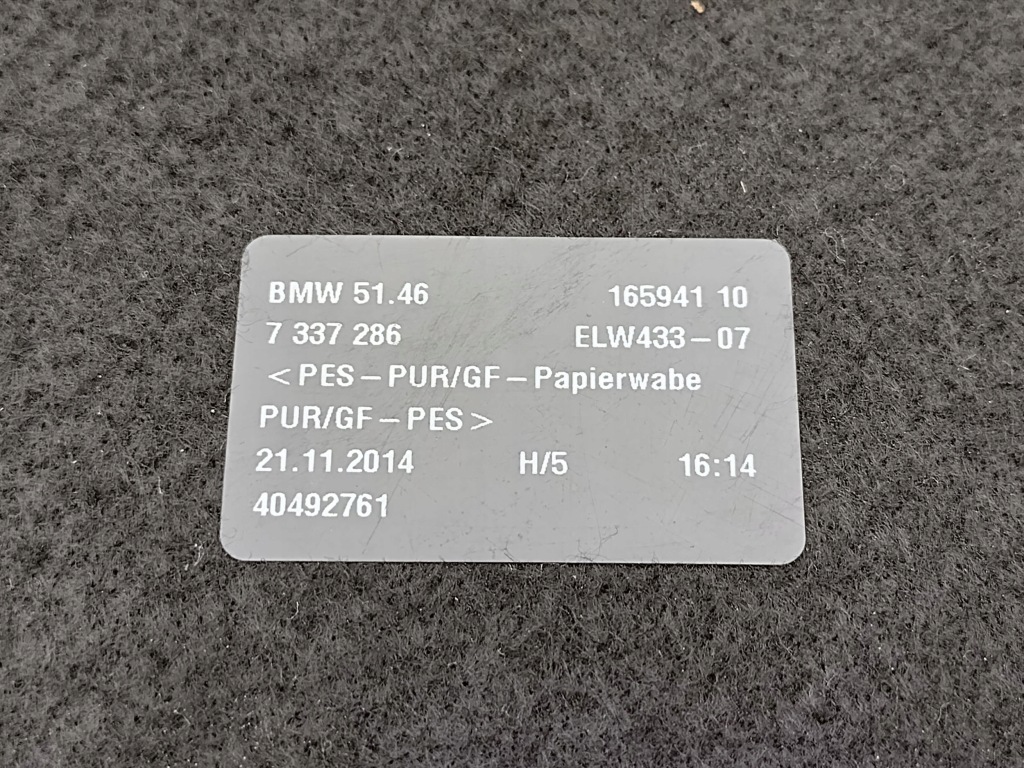 BMW 51.46 165941 10
7 337 286 ELW433-07
<PES-PUR/GF-Papierwabe
PUR/GF-PES>
21.11.2014 H/5 16:14
40492761